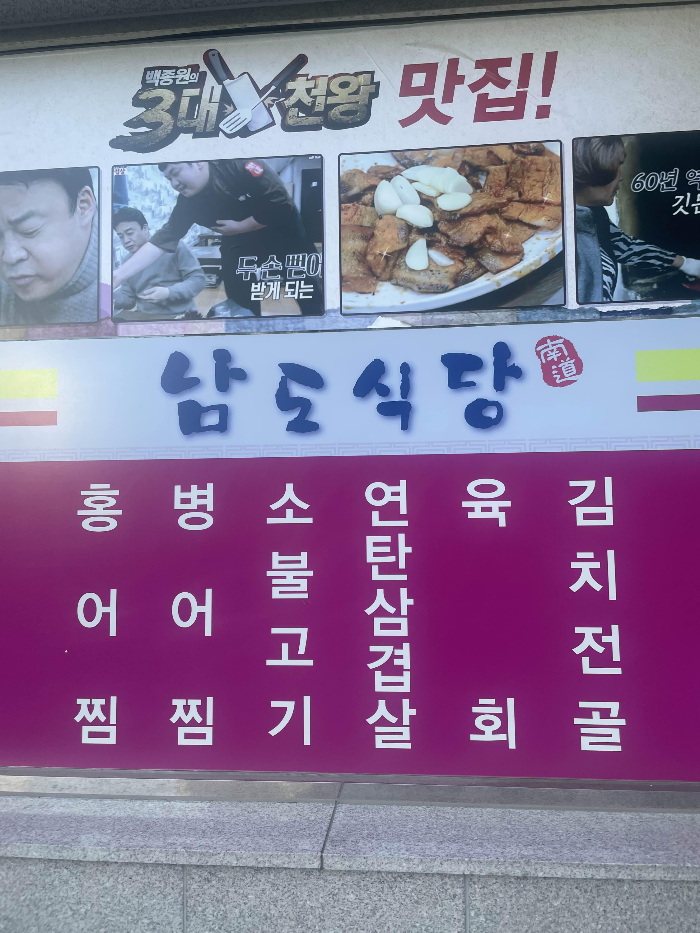 백종원의
3대천왕 맛집!
두 손 뻗어
받게 되는
60년
남도식당
南道
홍어찜
병어찜
소불고기
연탄삼겹살
육회
김치전골